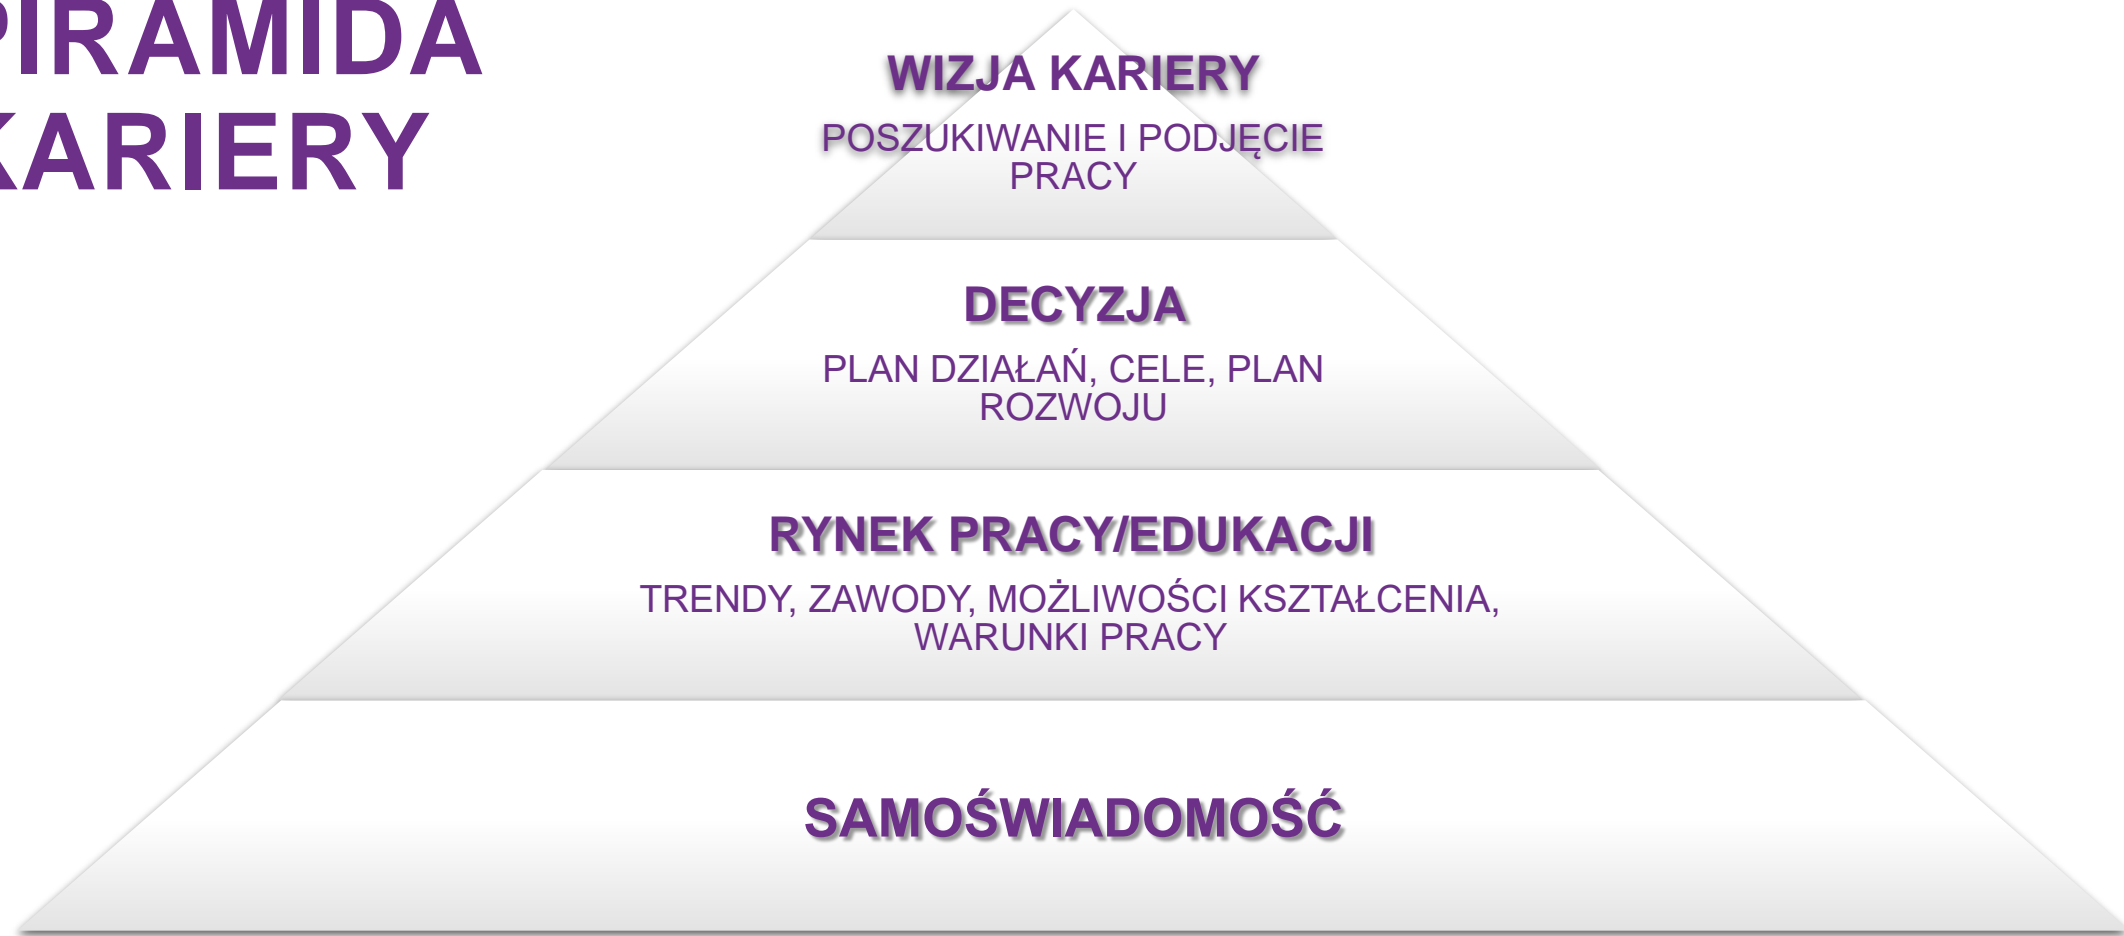 PIRAMIDA
KARIERY
WIZJA KARIERY
POSZUKIWANIE I PODJĘCIE
PRACY
DECYZJA
PLAN DZIAŁAŃ, CELE, PLAN
ROZWOJU
RYNEK PRACY/EDUKACJI
TRENDY, ZAWODY, MOŻLIWOŚCI KSZTAŁCENIA,
WARUNKI PRACY
SAMOŚWIADOMOŚĆ